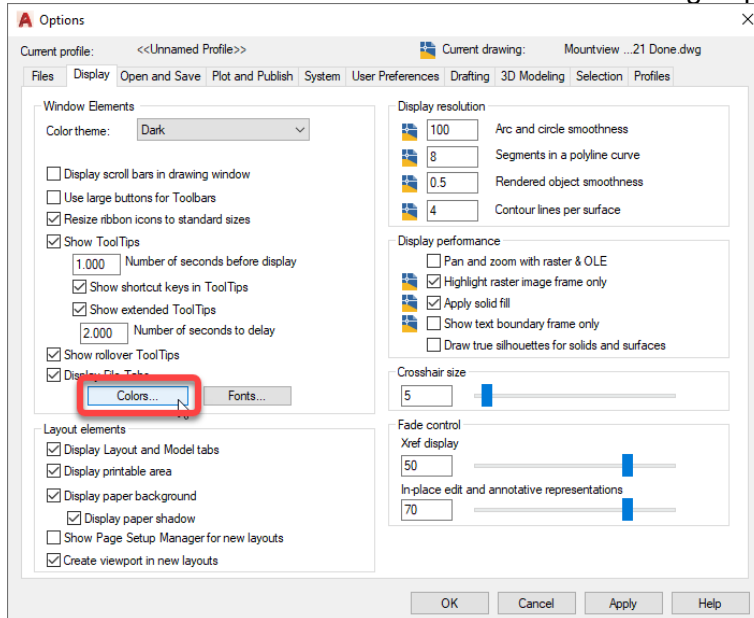 Options
Current profile: <<Unnamed Profile>> Current drawing: Mountview ...21 Done.dwg
Files Display Open and Save Plot and Publish System User Preferences Drafting 3D Modeling Selection Profiles
Window Elements
Color theme: Dark
Display scroll bars in drawing window
Use large buttons for Toolbars
Resize ribbon icons to standard sizes
Show ToolTips
1.000 Number of seconds before display
Show shortcut keys in ToolTips
Show extended ToolTips
2.000 Number of seconds to delay
Show rollover ToolTips
Display File Tabs
Colors... Fonts...
Layout elements
Display Layout and Model tabs
Display printable area
Display paper background
Display paper shadow
Show Page Setup Manager for new layouts
Create viewport in new layouts
Display resolution
100 Arc and circle smoothness
8 Segments in a polyline curve
0.5 Rendered object smoothness
4 Contour lines per surface
Display performance
Pan and zoom with raster & OLE
Highlight raster image frame only
Apply solid fill
Show text boundary frame only
Draw true silhouettes for solids and surfaces
Crosshair size
5
Fade control
Xref display
50
In-place edit and annotative representations
70
OK Cancel Apply Help